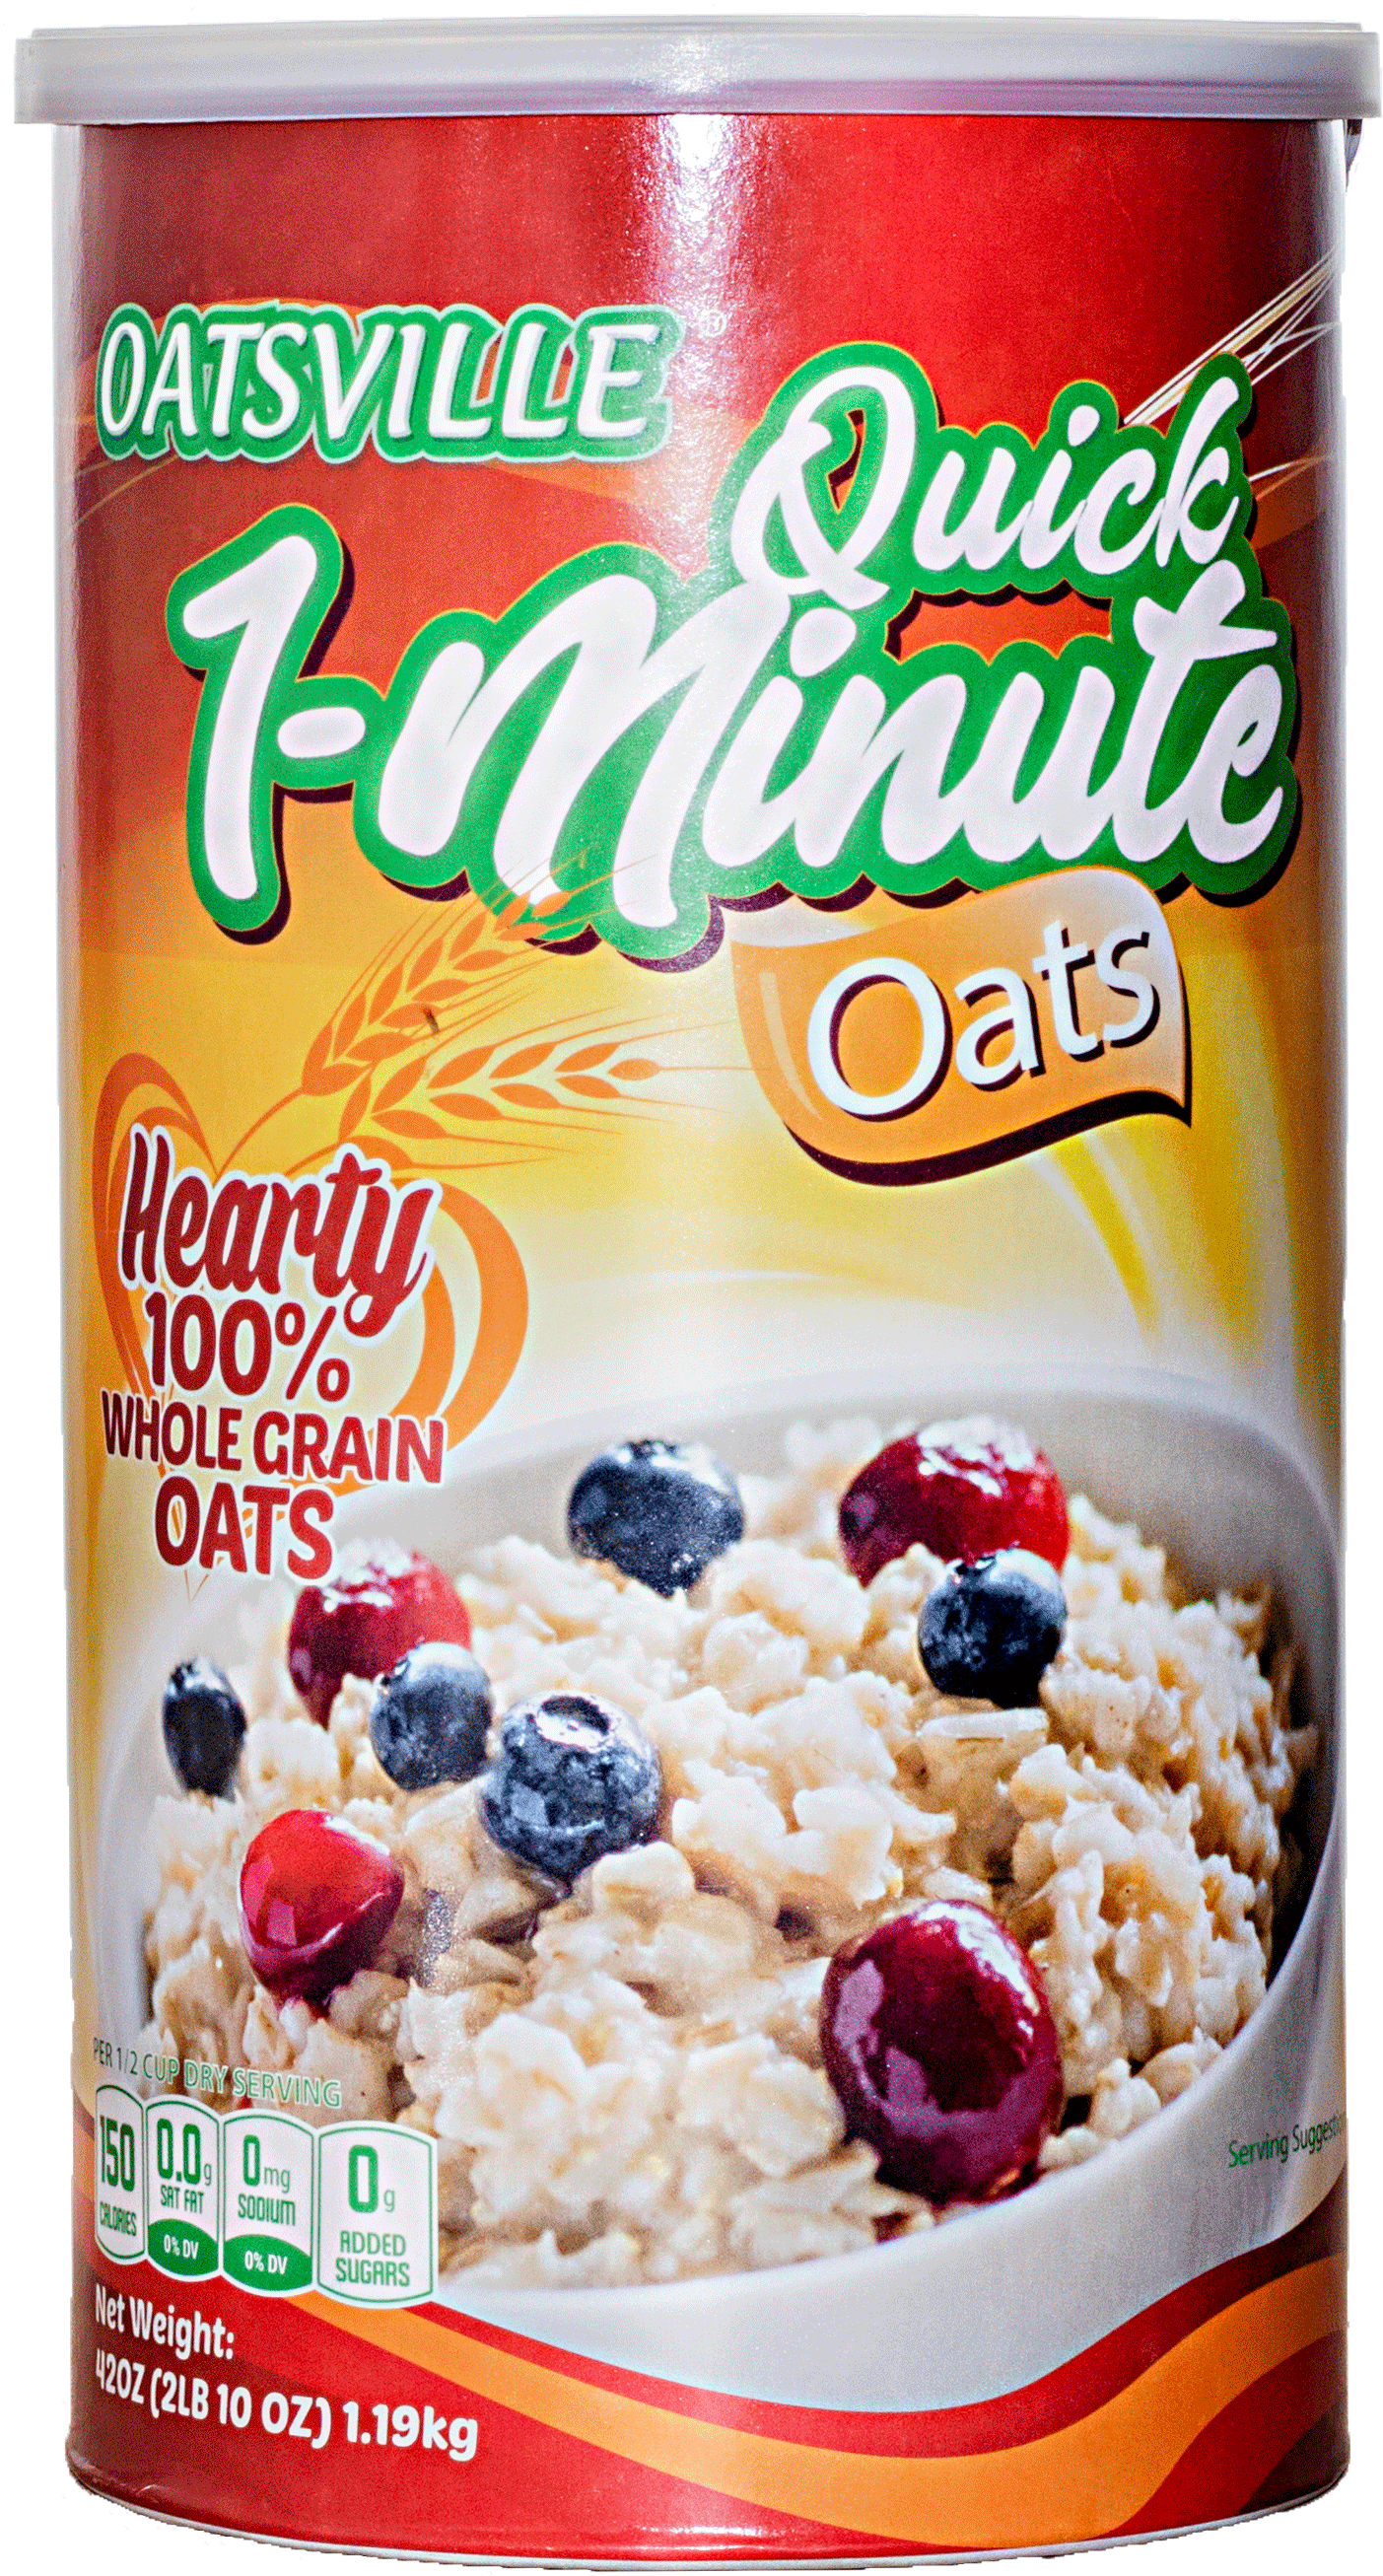 OATSVILLE
Quick
1-Minute
Oats
Hearty
100%
WHOLE GRAIN
OATS
PER 1/2 CUP DRY SERVING
150
CALORIES
0.0g
SAT FAT
0% DV
0mg
SODIUM
0% DV
0g
ADDED
SUGARS
Serving Suggestio
Net Weight:
42OZ (2LB 10 OZ) 1.19kg